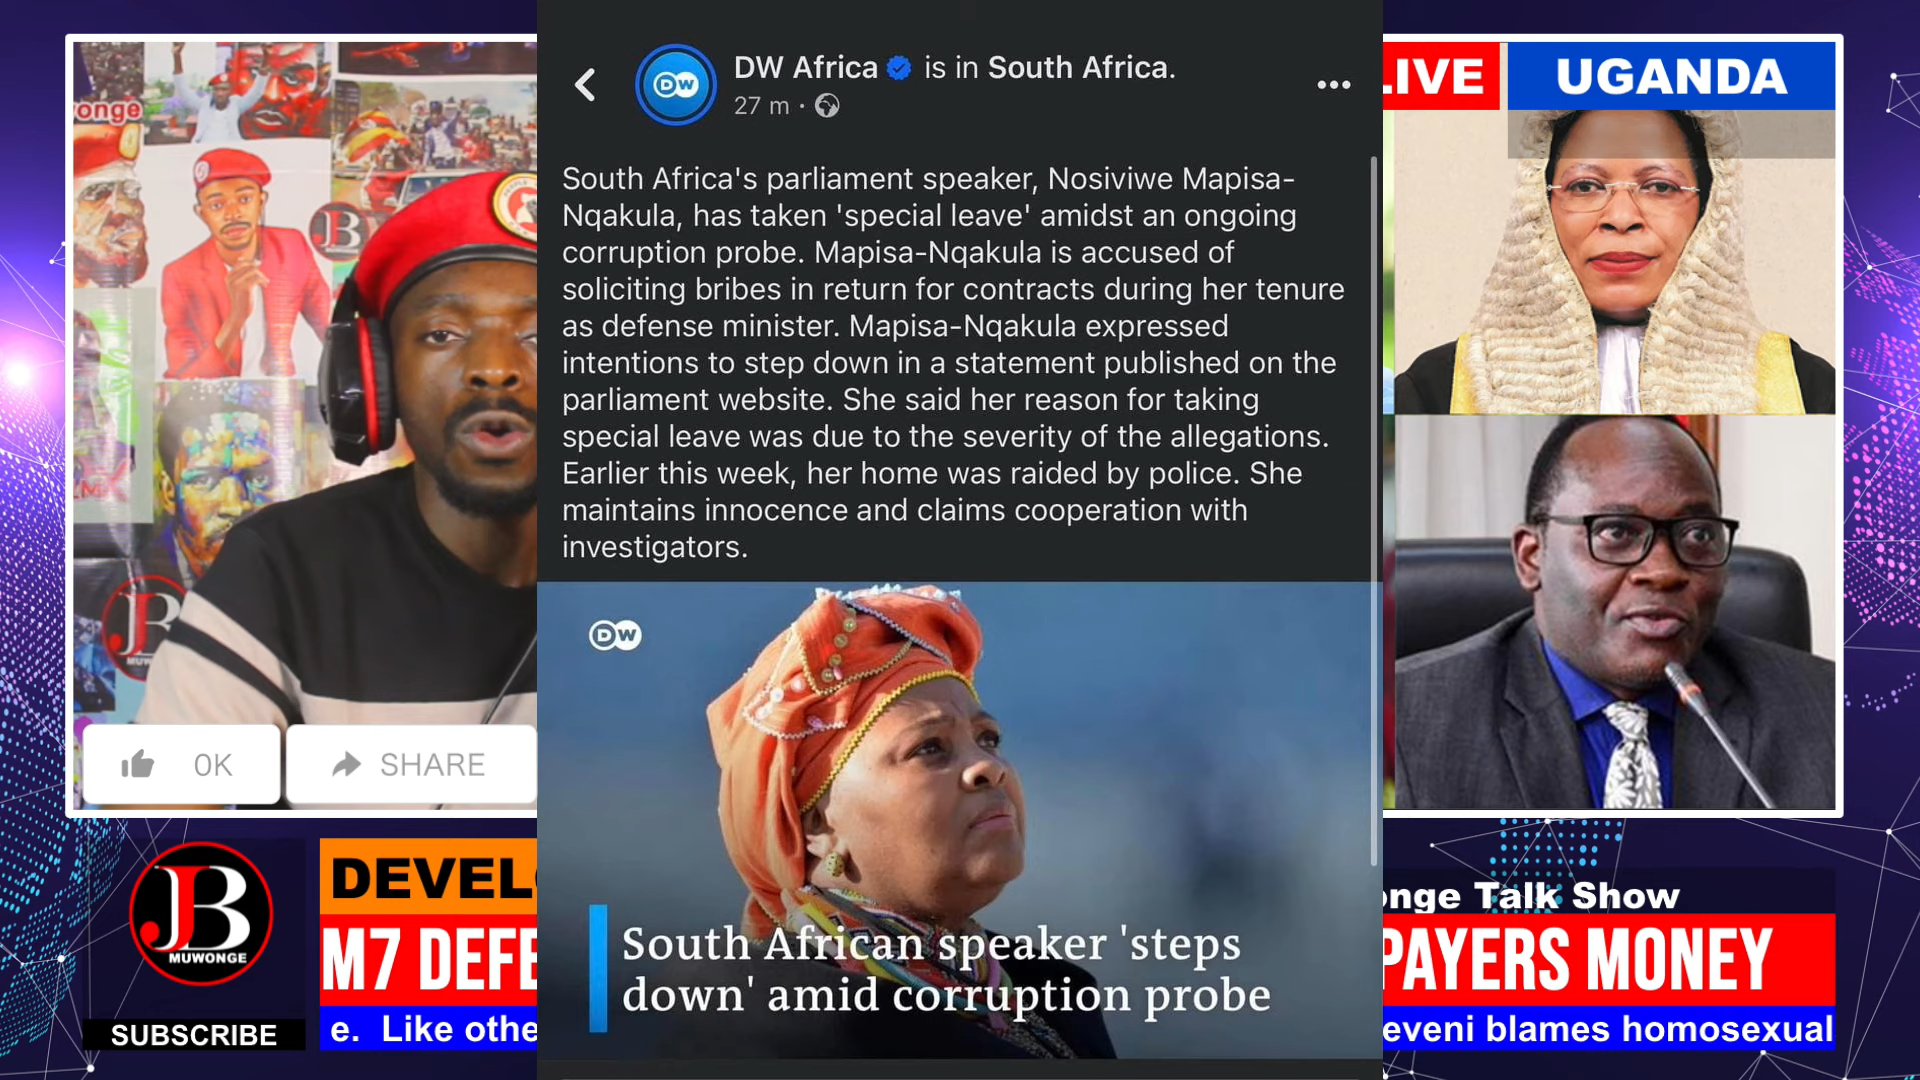 onge
JB
JB
MUW
DW
DW Africa is in South Africa.
27 m ·
South Africa's parliament speaker, Nosiviwe Mapisa-
Nqakula, has taken 'special leave' amidst an ongoing
corruption probe. Mapisa-Nqakula is accused of
soliciting bribes in return for contracts during her tenure
as defense minister. Mapisa-Nqakula expressed
intentions to step down in a statement published on the
parliament website. She said her reason for taking
special leave was due to the severity of the allegations.
Earlier this week, her home was raided by police. She
maintains innocence and claims cooperation with
investigators.
DW
South African speaker 'steps
down' amid corruption probe
LIVE
UGANDA
0K
SHARE
JB
MUWONGE
SUBSCRIBE
DEVEL
onge Talk Show
M7 DEFE
PAYERS MONEY
e. Like othe
eveni blames homosexual